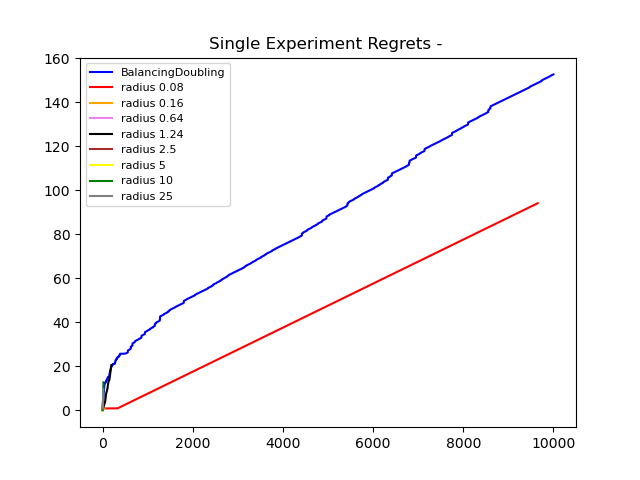 Single Experiment Regrets -
160
140
120
100
80
60
40
20
0
BalancingDoubling
radius 0.08
radius 0.16
radius 0.64
radius 1.24
radius 2.5
radius 5
radius 10
radius 25
0 2000 4000 6000 8000 10000